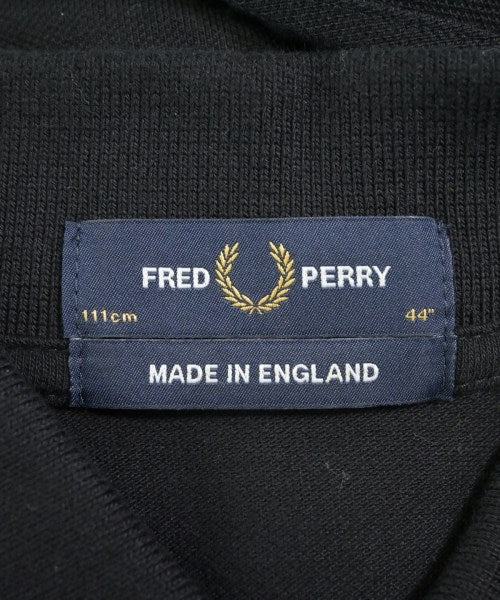 FRED PERRY
111cm 44"
MADE IN ENGLAND